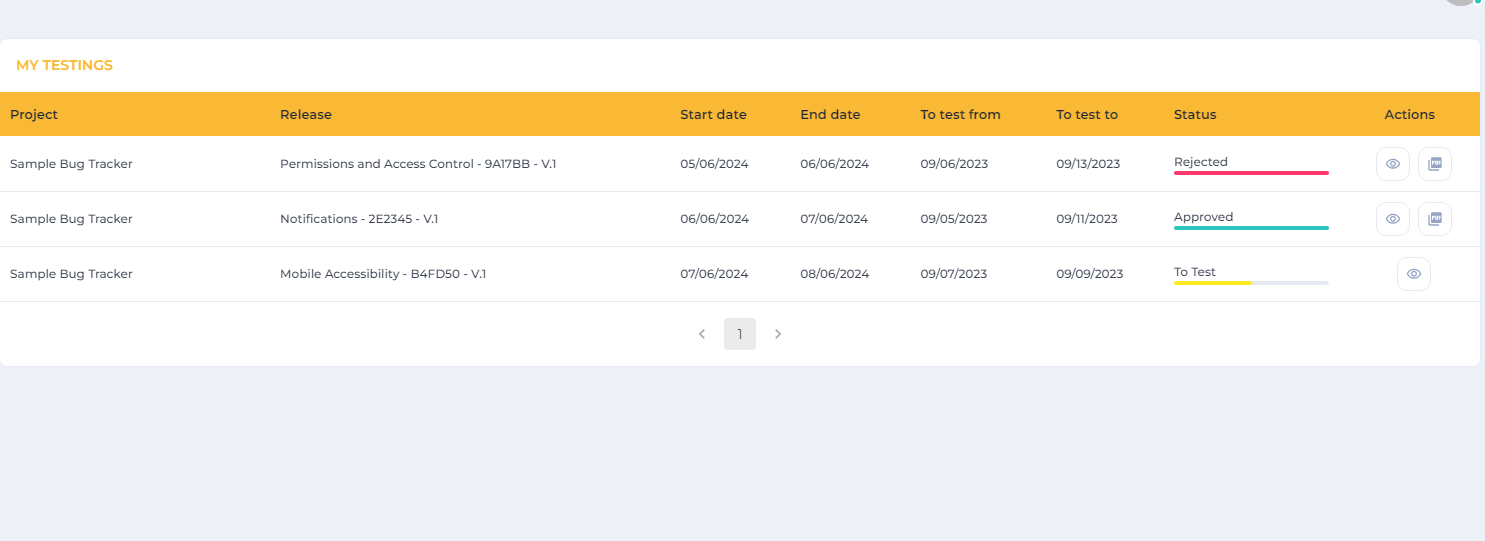 MY TESTINGS
Project Release Start date End date To test from To test to Status Actions
Sample Bug Tracker Permissions and Access Control - 9A17BB - V.1 05/06/2024 06/06/2024 09/06/2023 09/13/2023 Rejected PDF
Sample Bug Tracker Notifications - 2E2345 - V.1 06/06/2024 07/06/2024 09/05/2023 09/11/2023 Approved PDF
Sample Bug Tracker Mobile Accessibility - B4FD50 - V.1 07/06/2024 08/06/2024 09/07/2023 09/09/2023 To Test
1